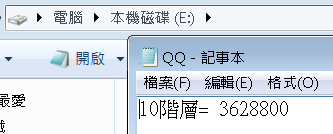 電腦 ▸ 本機磁碟 (E:) ▸
開啟
QQ - 記事本
檔案(F) 編輯(E) 格式(O)
最愛
10階層= 3628800